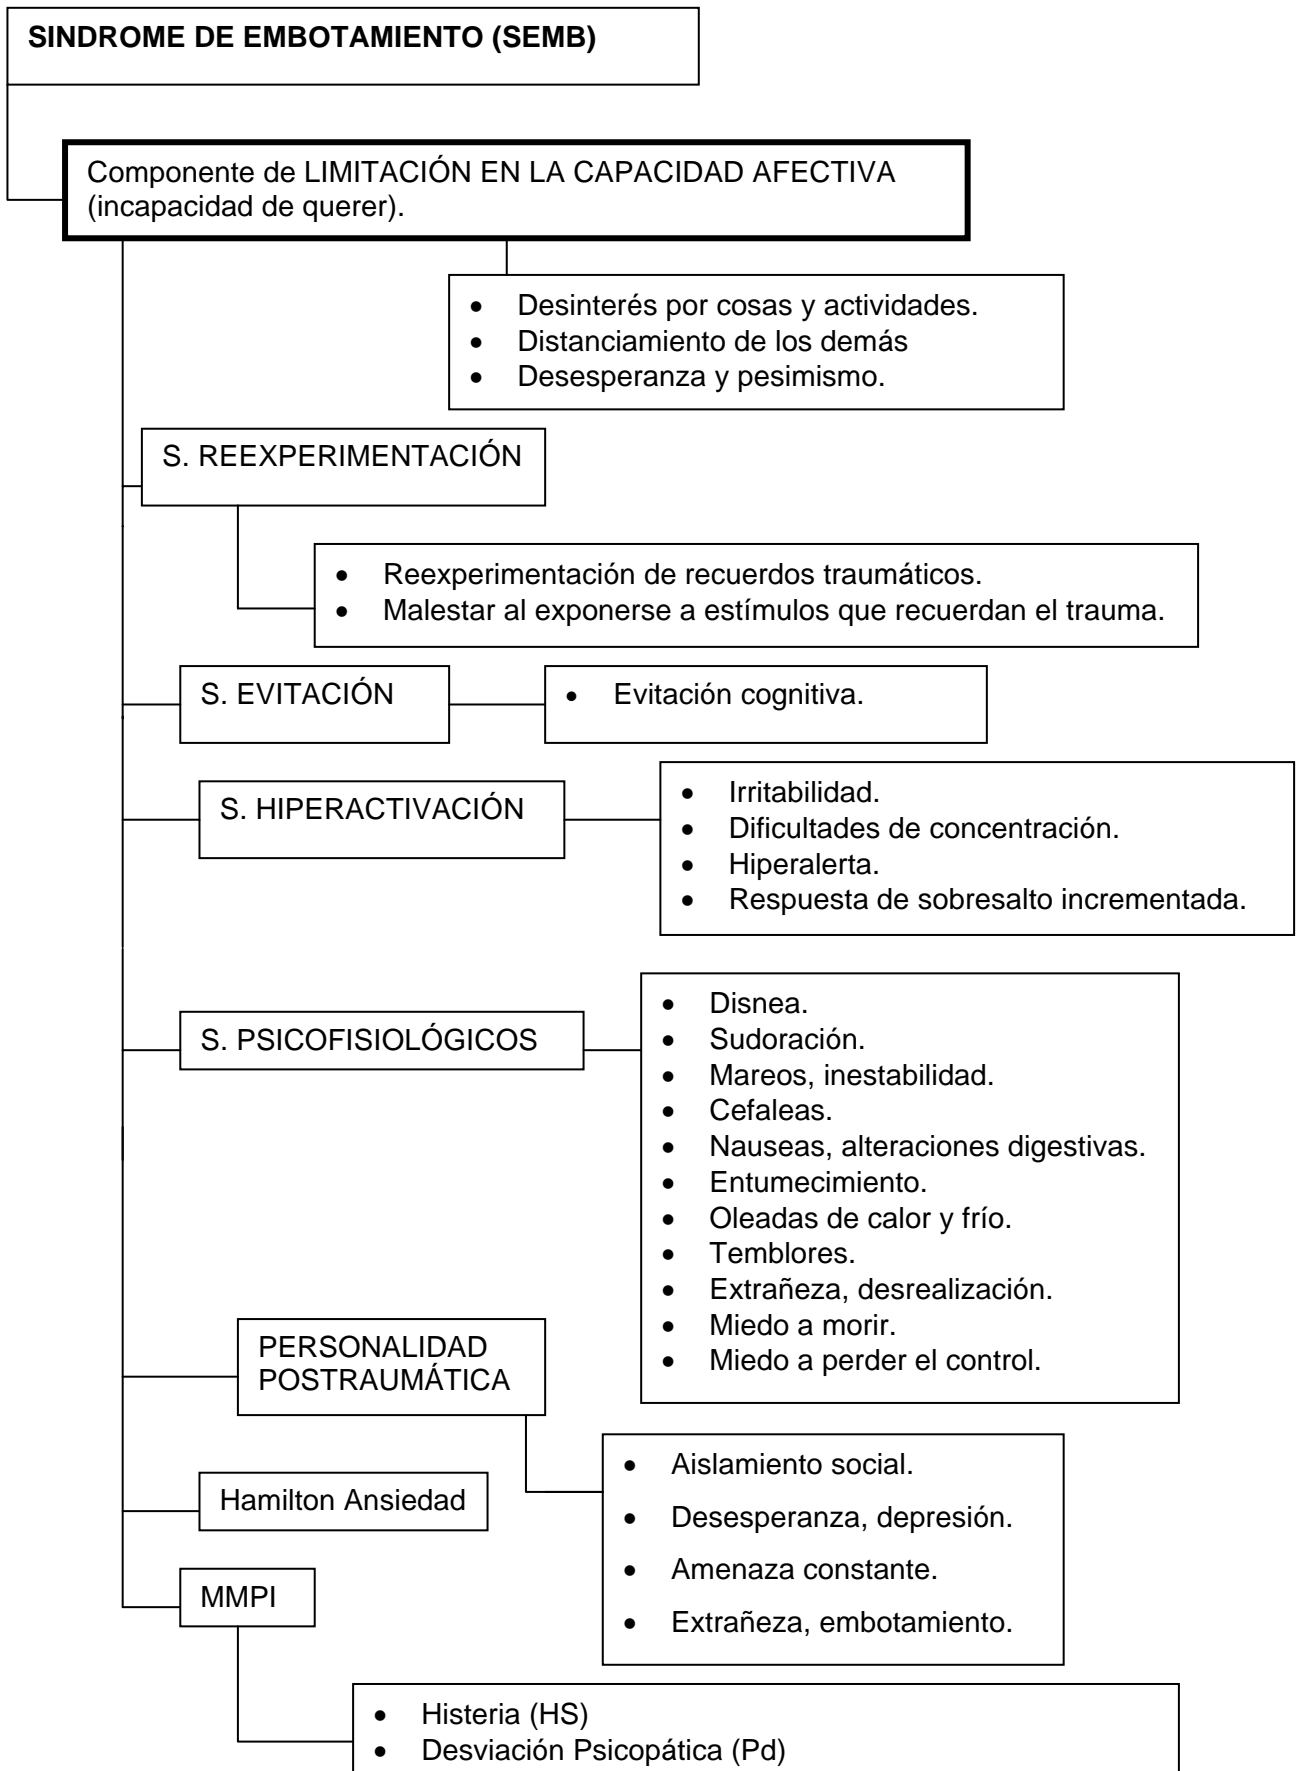 SINDROME DE EMBOTAMIENTO (SEMB)
Componente de LIMITACIÓN EN LA CAPACIDAD AFECTIVA
(incapacidad de querer).
• Desinterés por cosas y actividades.
• Distanciamiento de los demás
• Desesperanza y pesimismo.
S. REEXPERIMENTACIÓN
• Reexperimentación de recuerdos traumáticos.
• Malestar al exponerse a estímulos que recuerdan el trauma.
S. EVITACIÓN
• Evitación cognitiva.
S. HIPERACTIVACIÓN
• Irritabilidad.
• Dificultades de concentración.
• Hiperalerta.
• Respuesta de sobresalto incrementada.
S. PSICOFISIOLÓGICOS
• Disnea.
• Sudoración.
• Mareos, inestabilidad.
• Cefaleas.
• Nauseas, alteraciones digestivas.
• Entumecimiento.
• Oleadas de calor y frío.
• Temblores.
• Extrañeza, desrealización.
• Miedo a morir.
• Miedo a perder el control.
PERSONALIDAD
POSTRAUMÁTICA
• Aislamiento social.
• Desesperanza, depresión.
• Amenaza constante.
• Extrañeza, embotamiento.
Hamilton Ansiedad
MMPI
• Histeria (HS)
• Desviación Psicopática (Pd)